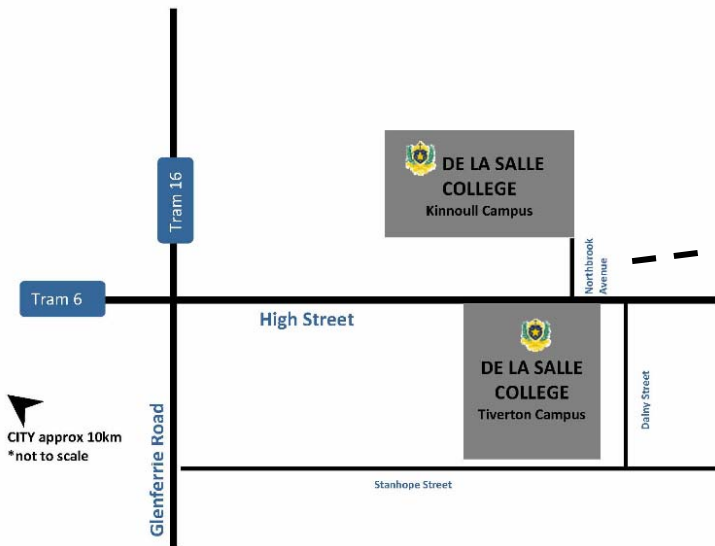 Tram 16
DE LA SALLE
COLLEGE
Kinnoull Campus
Northbrook
Avenue
Tram 6
High Street
DE LA SALLE
COLLEGE
Tiverton Campus
Dalny Street
CITY approx 10km
*not to scale
Glenferrie Road
Stanhope Street